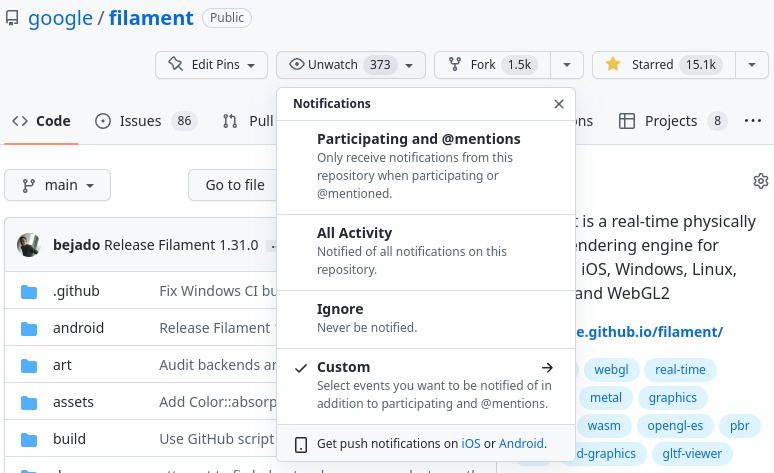 google / filament Public
Edit Pins Unwatch 373 Fork 1.5k Starred 15.1k
Notifications
Code Issues 86 Pull Projects 8
Participating and @mentions
Only receive notifications from this
repository when participating or
@mentioned.
main Go to file
All Activity
Notified of all notifications on this
repository.
Ignore
Never be notified.
Custom
Select events you want to be notified of in
addition to participating and @mentions.
Get push notifications on iOS or Android.
bejado Release Filament 1.31.0
.github Fix Windows CI
android Release Filament
art Audit backends
assets Add
build Use GitHub script
is a real-time physically
engine for
iOS, Windows, Linux,
and WebGL2
.github.io/filament/
webgl real-time
metal graphics
wasm opengl-es pbr
-graphics gltf-viewer